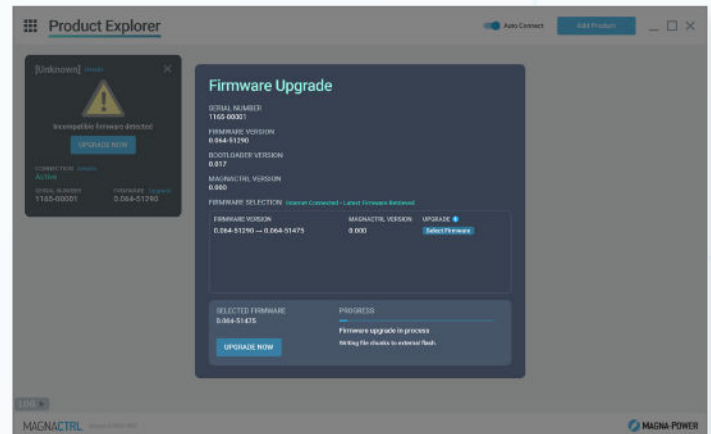 Product Explorer
Auto Connect
Add Product
[Unknown]
Incompatible firmware detected
UPGRADE NOW
CONNECTION
Active
SERIAL NUMBER
FIRMWARE Upgrade
1165-00001
0.064-51290
Firmware Upgrade
SERIAL NUMBER
1165-00001
FIRMWARE VERSION
0.064-51290
BOOTLOADER VERSION
0.017
MAGNACTRL VERSION
0.000
FIRMWARE SELECTION Internet Connected - Latest Firmware Retrieved
FIRMWARE VERSION MAGNACTRL VERSION UPGRADE
0.064-51290 → 0.064-51475 0.000 Select Firmware
SELECTED FIRMWARE
0.064-51475
UPGRADE NOW
PROGRESS
Firmware upgrade in process
Writing file chunks to external flash
LOG
MAGNACTRL
MAGNA-POWER